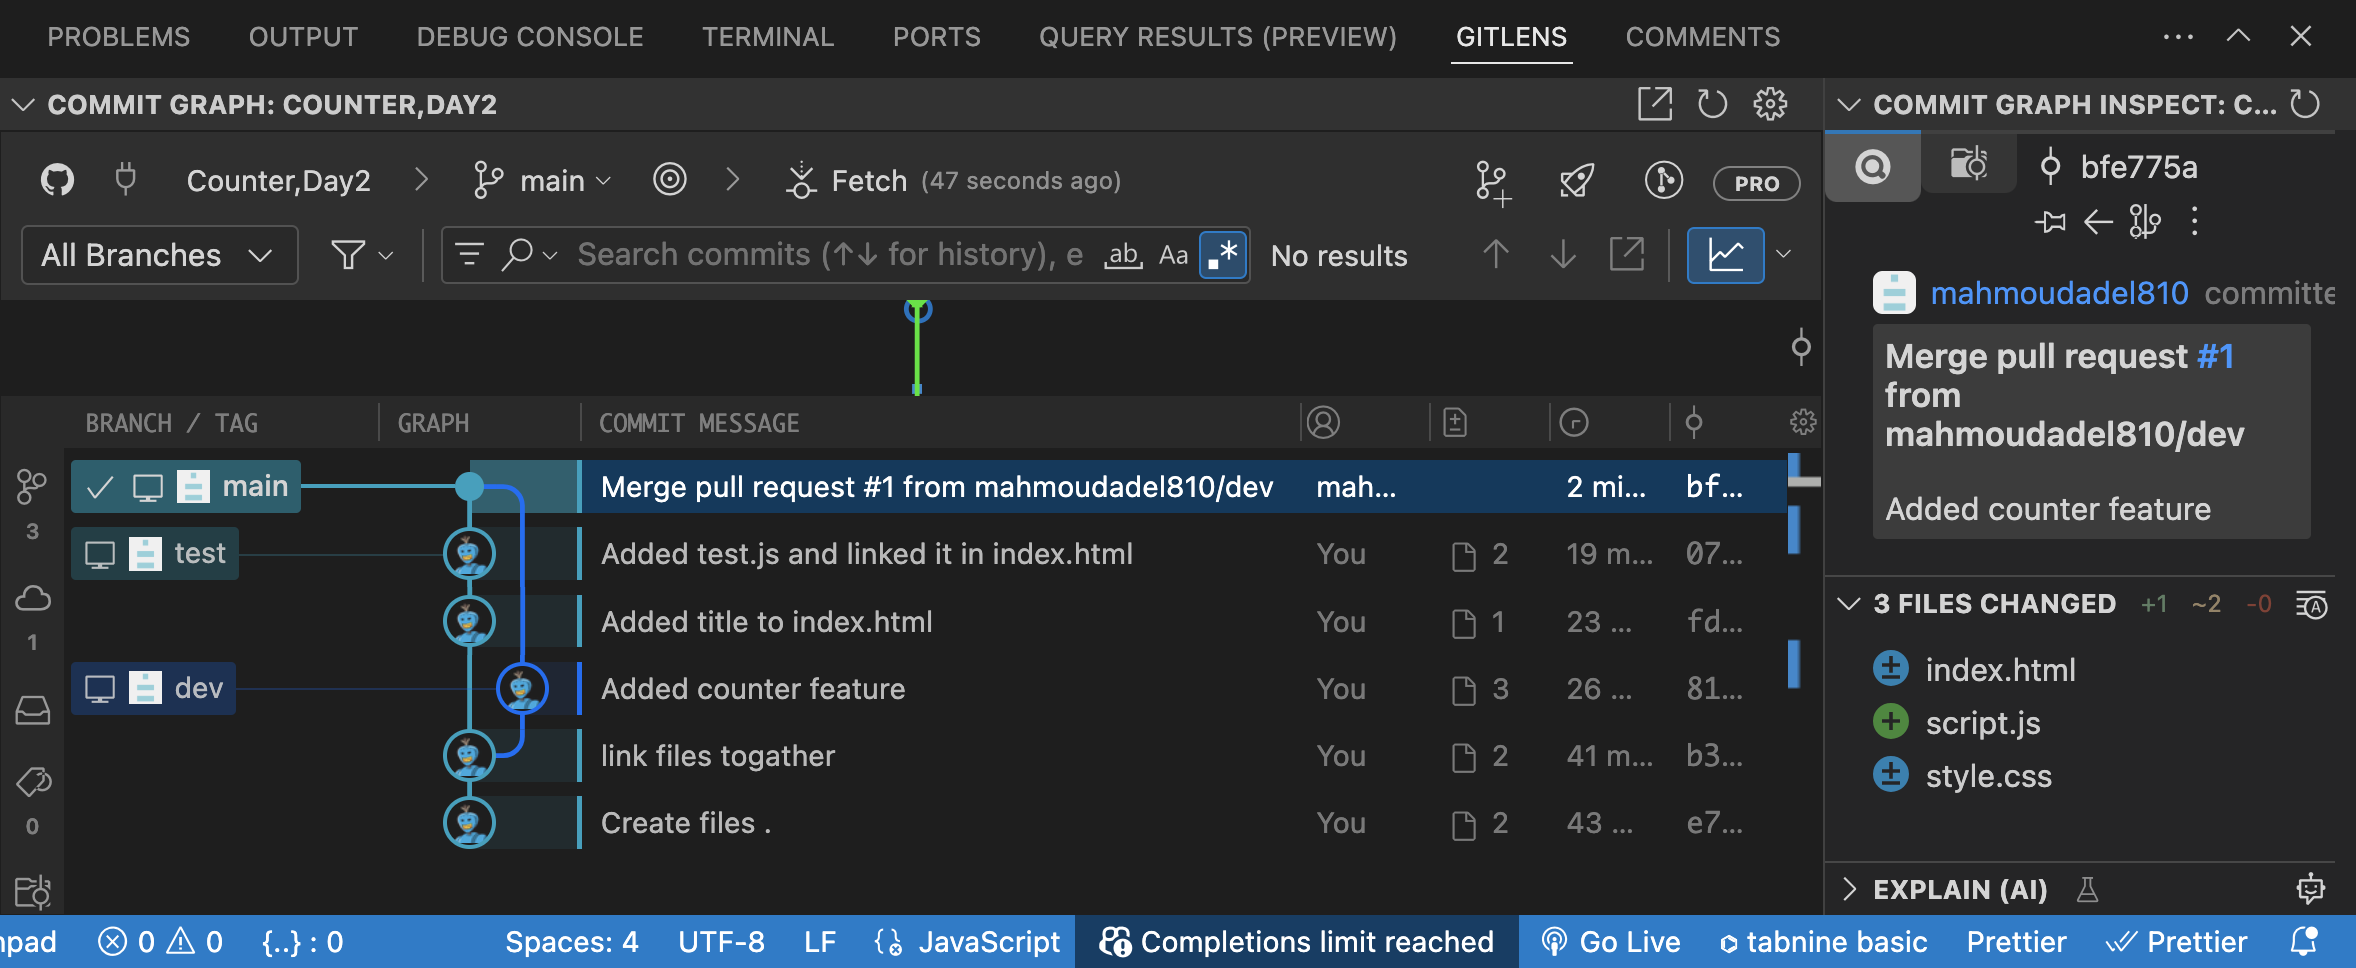 PROBLEMS OUTPUT DEBUG CONSOLE TERMINAL PORTS QUERY RESULTS (PREVIEW) GITLENS COMMENTS
COMMIT GRAPH: COUNTER,DAY2
Counter,Day2 main Fetch (47 seconds ago) PRO
All Branches Search commits (↑↓ for history), e ab Aa .* No results
BRANCH / TAG GRAPH COMMIT MESSAGE
main Merge pull request #1 from mahmoudadel810/dev mah... 2 mi... bf...
test Added test.js and linked it in index.html You 2 19 m... 07...
Added title to index.html You 1 23 ... fd...
dev Added counter feature You 3 26 ... 81...
link files togather You 2 41 m... b3...
Create files . You 2 43 ... e7...
3
1
0
COMMIT GRAPH INSPECT: C...
bfe775a
mahmoudadel810 committe
Merge pull request #1
from
mahmoudadel810/dev
Added counter feature
3 FILES CHANGED +1 ~2 -0
index.html
script.js
style.css
EXPLAIN (AI)
npad 0 0 {..} : 0 Spaces: 4 UTF-8 LF JavaScript Completions limit reached Go Live tabnine basic Prettier Prettier